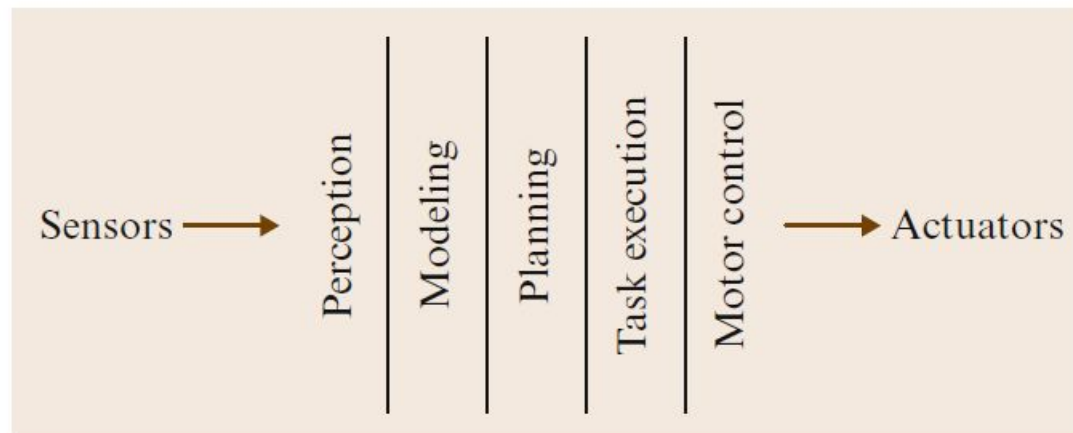 Sensors
Perception
Modeling
Planning
Task execution
Motor control
Actuators